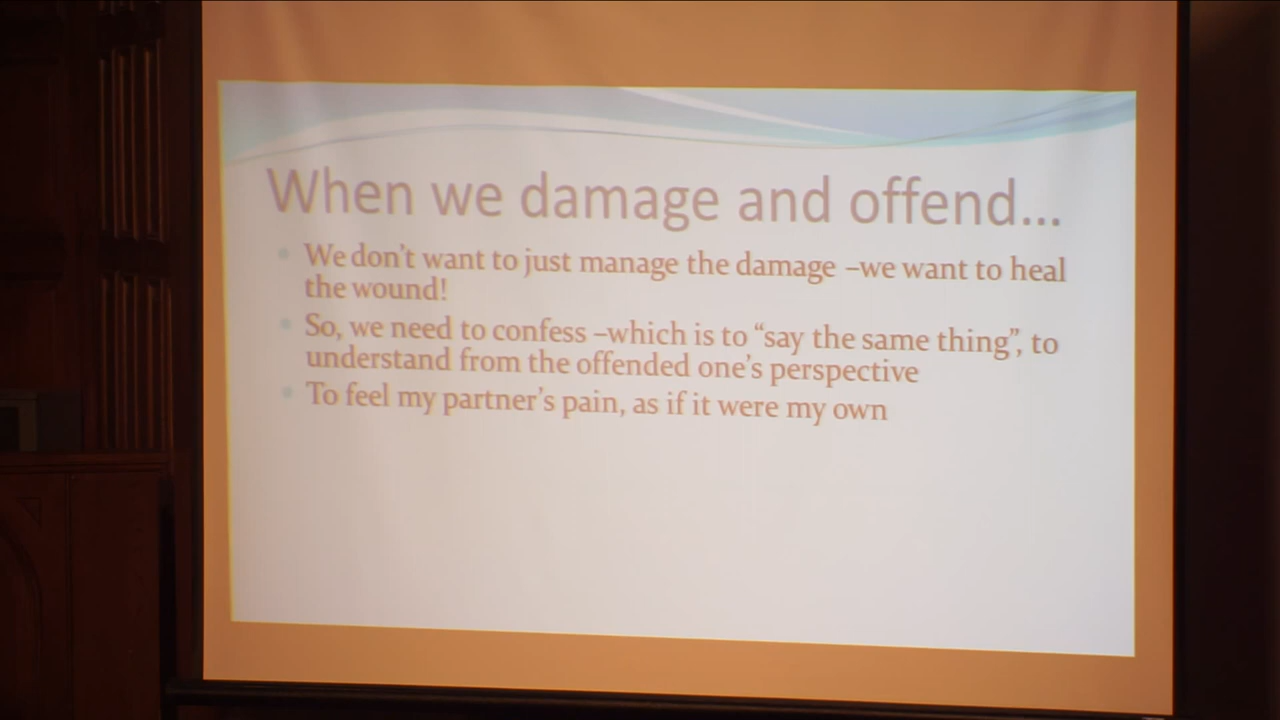 When we damage and offend...
We don't want to just manage the damage –we want to heal
the wound!
So, we need to confess –which is to “say the same thing”, to
understand from the offended one's perspective
To feel my partner's pain, as if it were my own